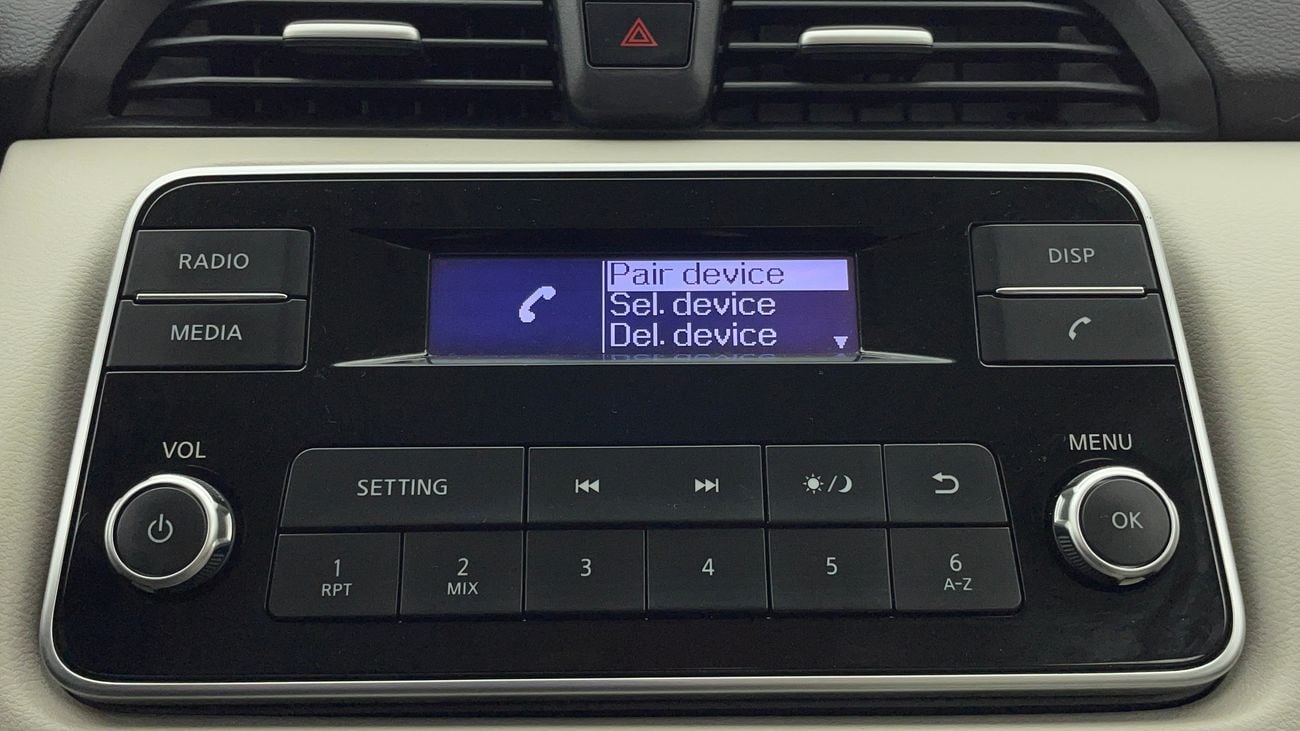 RADIO
MEDIA
Pair device
Sel. device
Del. device
DISP
VOL
MENU
SETTING
OK
1
RPT
2
MIX
3
4
5
6
A-Z